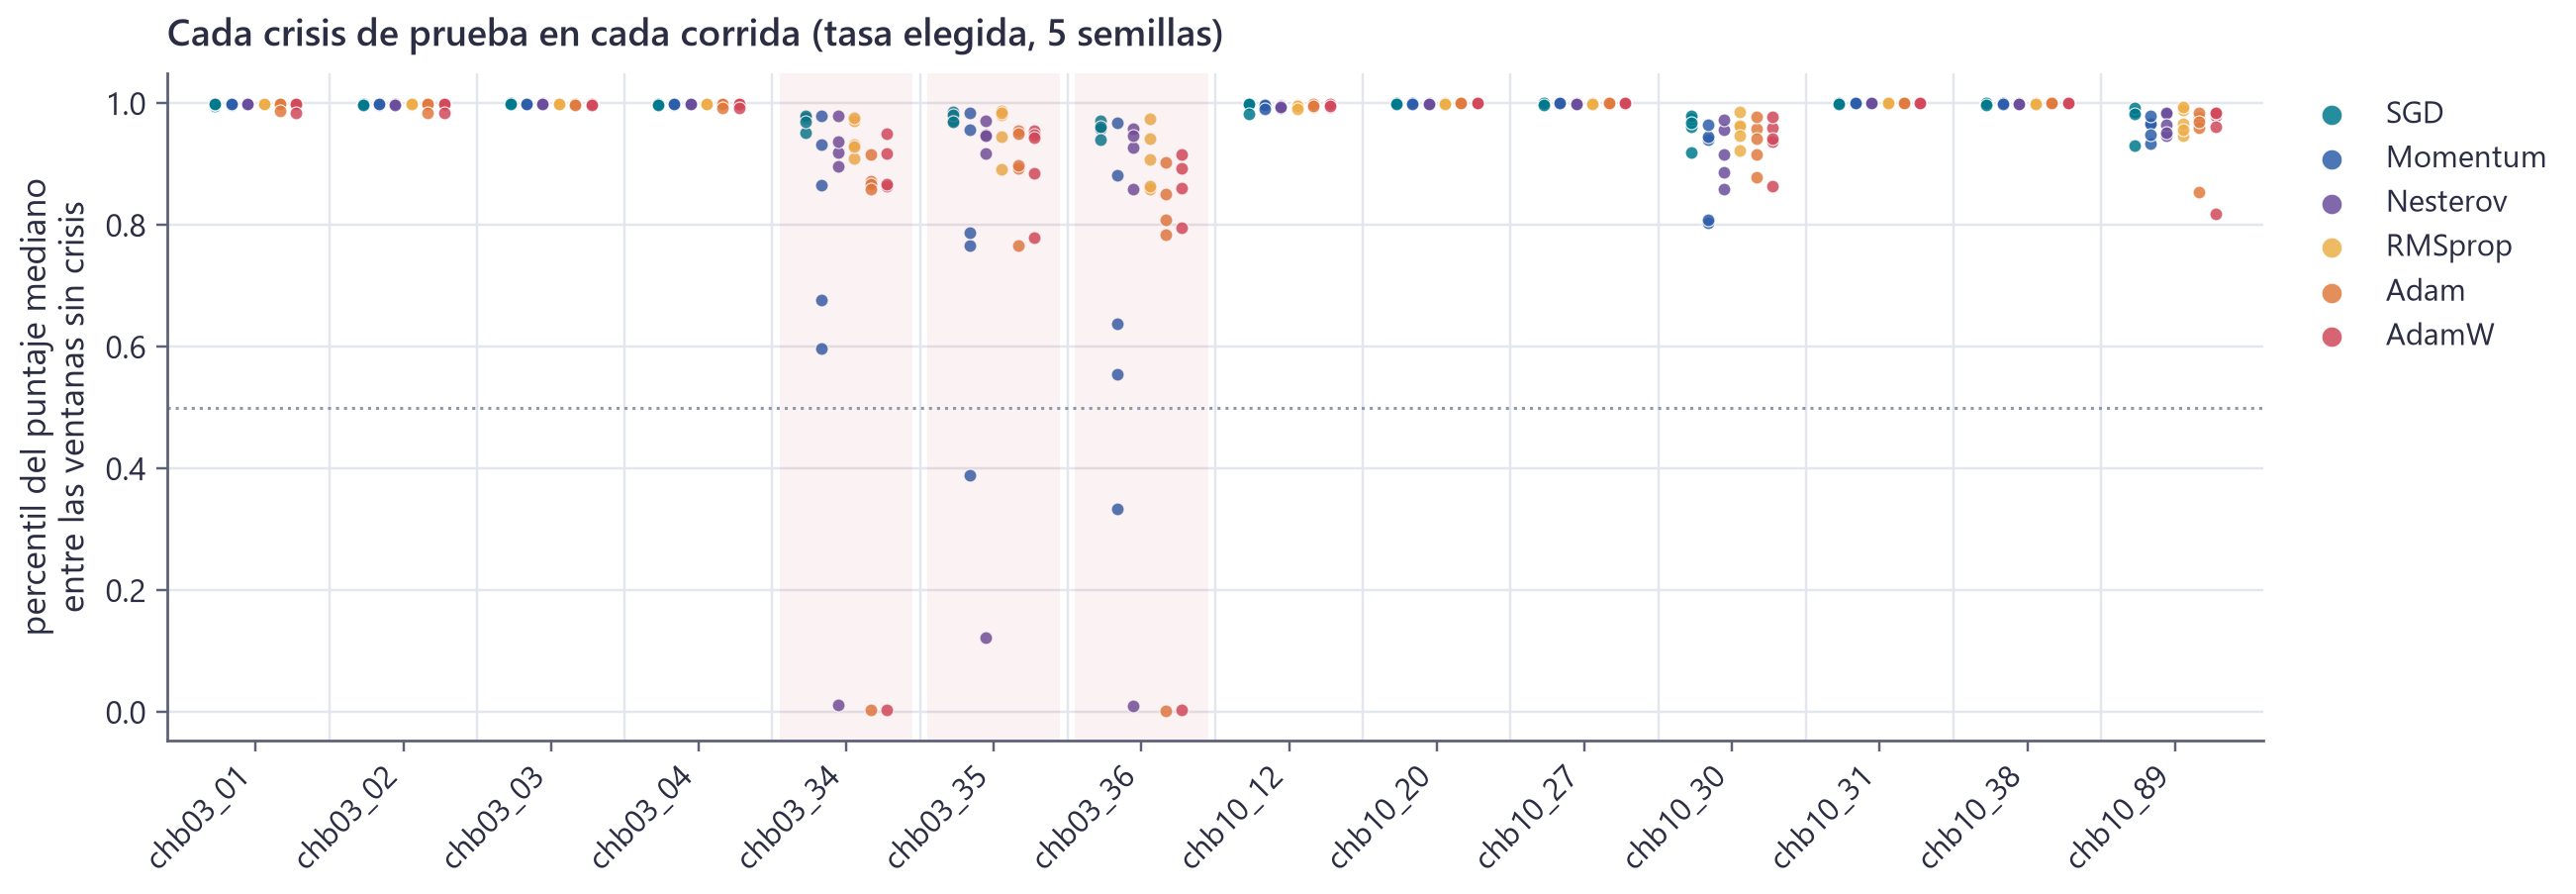 Cada crisis de prueba en cada corrida (tasa elegida, 5 semillas)
percentil del puntaje mediano
entre las ventanas sin crisis
1.0
0.8
0.6
0.4
0.2
0.0
chb03_01
chb03_02
chb03_03
chb03_04
chb03_34
chb03_35
chb03_36
chb10_12
chb10_20
chb10_27
chb10_30
chb10_31
chb10_38
chb10_89
SGD
Momentum
Nesterov
RMSprop
Adam
AdamW